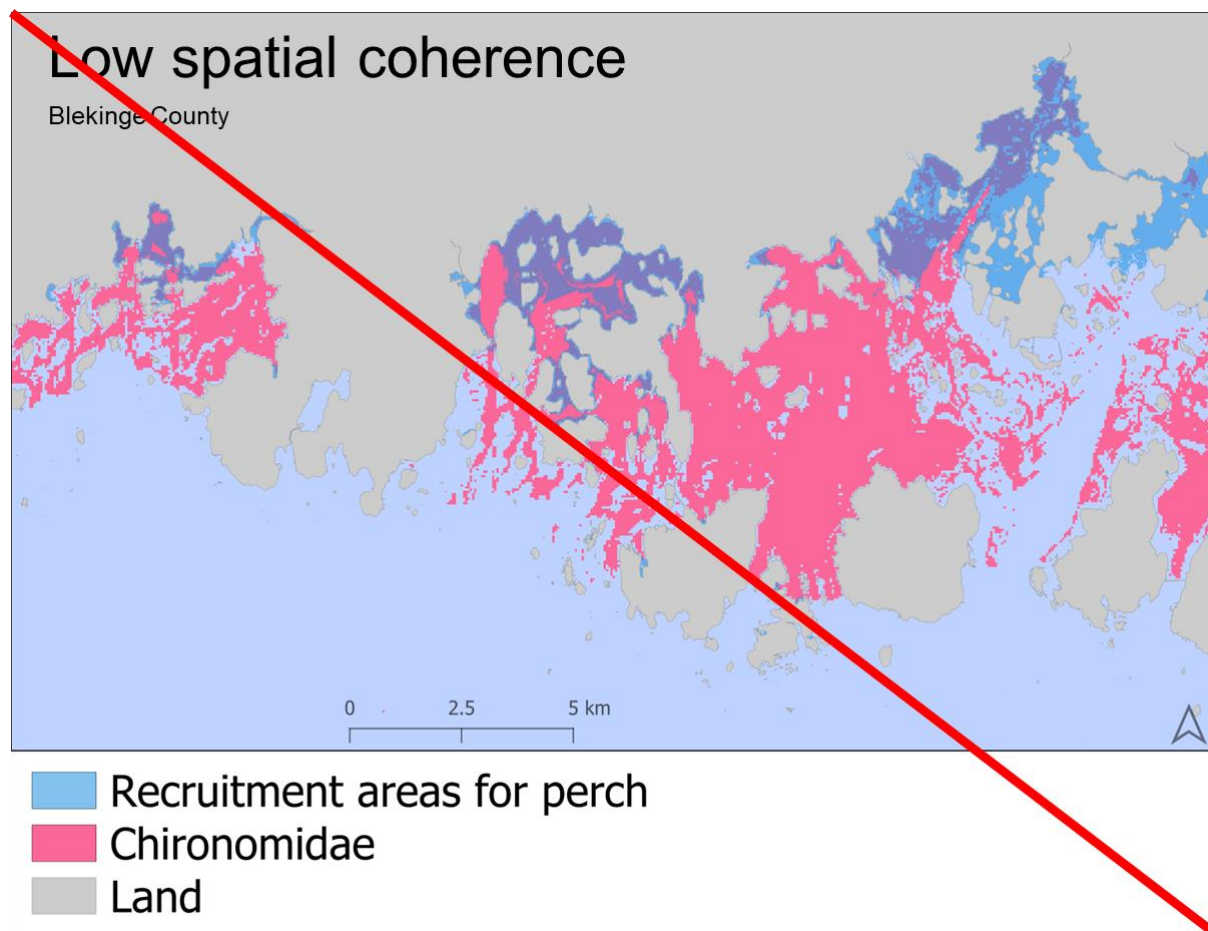 Low spatial coherence
Blekinge County
0 2.5 5 km
Recruitment areas for perch
Chironomidae
Land